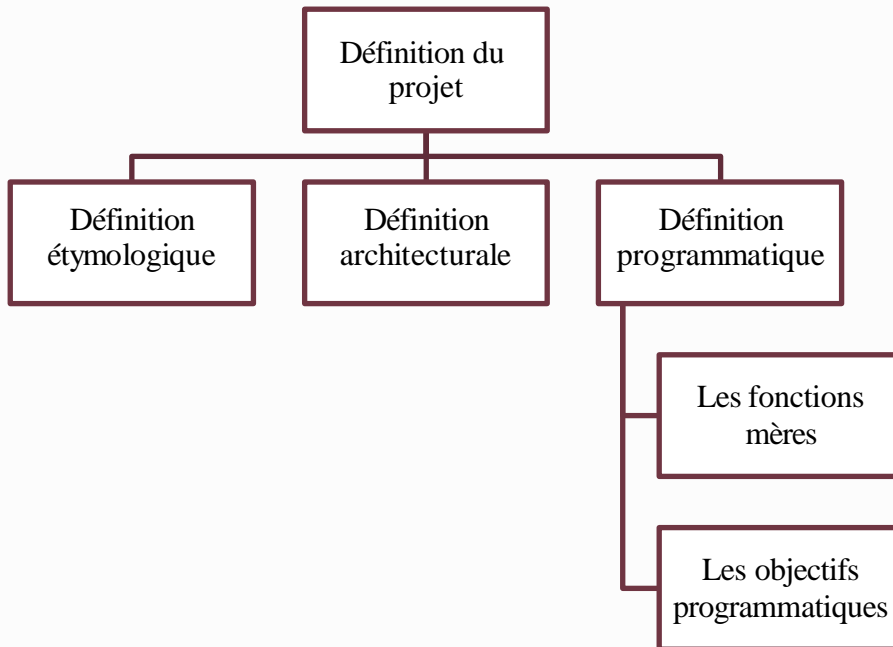 Définition du
projet
Définition
étymologique
Définition
architecturale
Définition
programmatique
Les fonctions
mères
Les objectifs
programmatiques